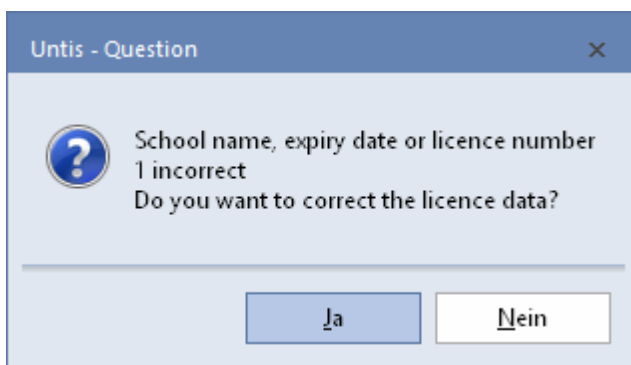 Untis - Question
School name, expiry date or licence number
1 incorrect
Do you want to correct the licence data?
Ja
Nein